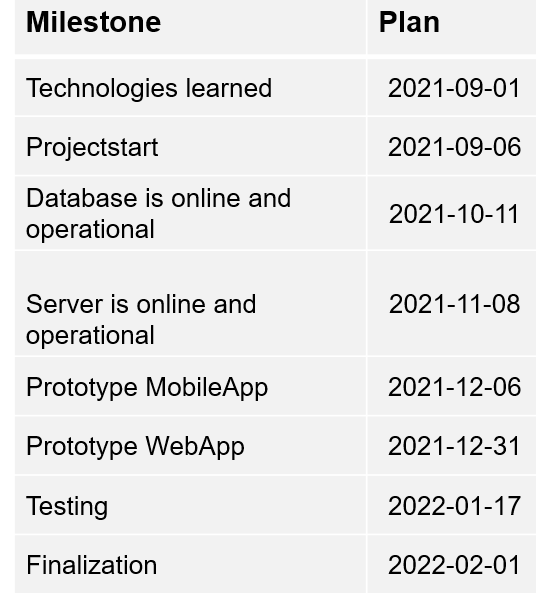 Milestone Plan
Technologies learned 2021-09-01
Projectstart 2021-09-06
Database is online and
operational 2021-10-11
Server is online and
operational 2021-11-08
Prototype MobileApp 2021-12-06
Prototype WebApp 2021-12-31
Testing 2022-01-17
Finalization 2022-02-01